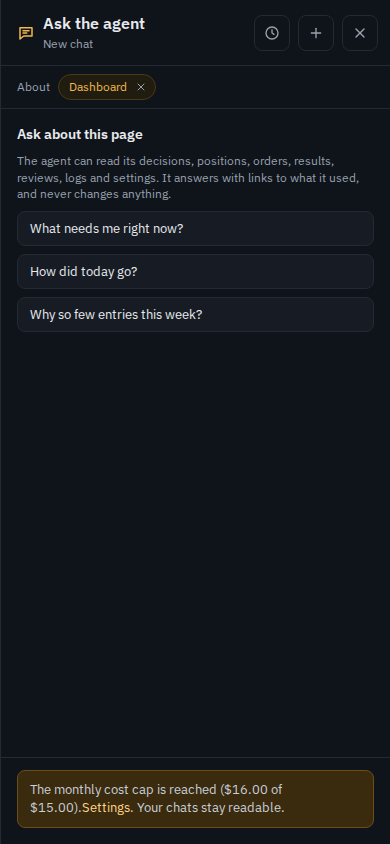 Ask the agent
New chat
About
Dashboard
Ask about this page
The agent can read its decisions, positions, orders, results,
reviews, logs and settings. It answers with links to what it used,
and never changes anything.
What needs me right now?
How did today go?
Why so few entries this week?
The monthly cost cap is reached ($16.00 of
$15.00).Settings. Your chats stay readable.